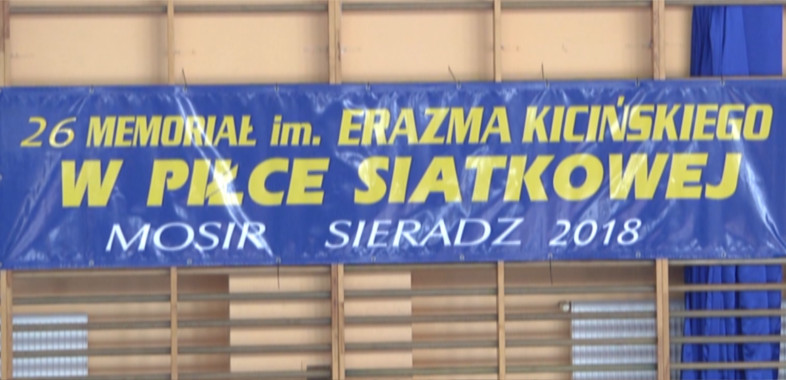 26 MEMORIAŁ im. ERAZMA KICIŃSKIEGO
W PIŁCE SIATKOWEJ
MOSIR SIERADZ 2018